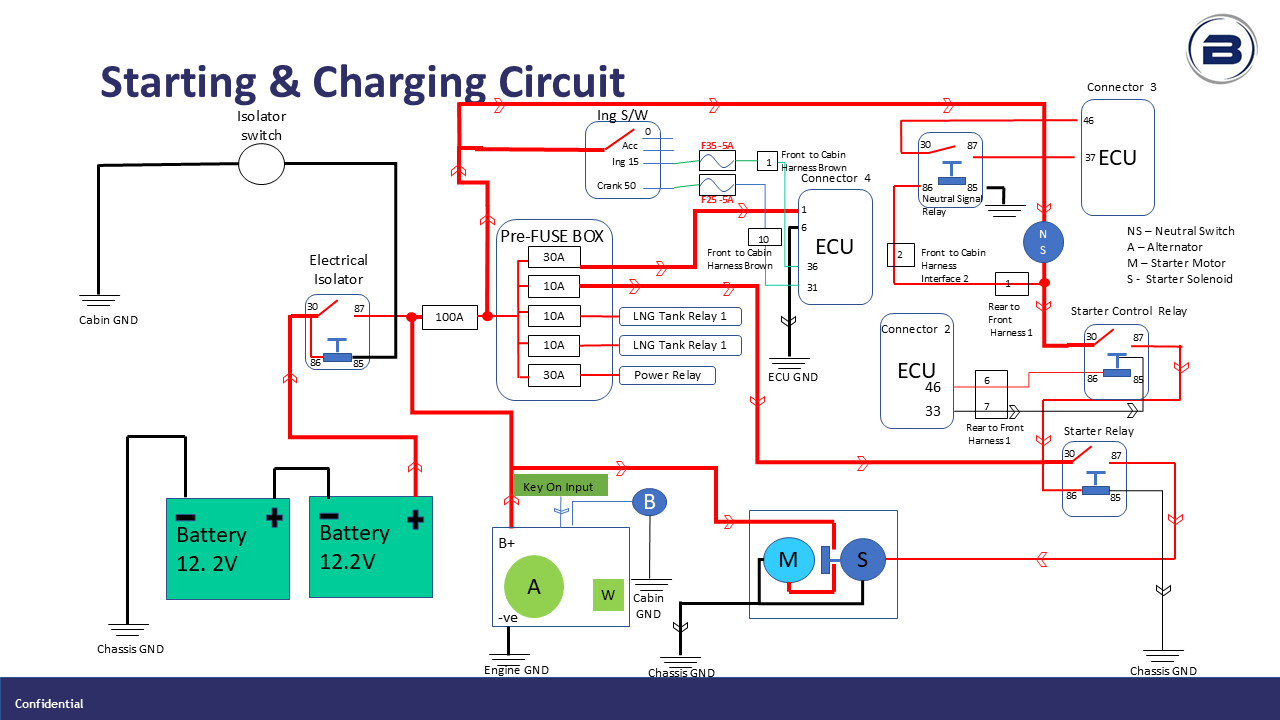 Starting & Charging Circuit
B
Connector  3
Isolator
switch
Ing S/W
0
Acc
Ing 15
Crank 50
F35 -5A
F25 -5A
1
Front to Cabin
Harness Brown
Connector  4
30
87
86
85
Neutral Signal
Relay
46
37
ECU
NS – Neutral Switch
A – Alternator
M – Starter Motor
S -  Starter Solenoid
N
S
Pre-FUSE BOX
30A
10A
10A
10A
30A
LNG Tank Relay 1
LNG Tank Relay 1
Power Relay
10
Front to Cabin
Harness Brown
1
6
ECU
36
31
ECU GND
2
Front to Cabin
Harness
Interface 2
1
Rear to
Front
Harness 1
Electrical
Isolator
30
87
86
85
100A
Cabin GND
Starter Control Relay
30
87
86
85
Connector 2
ECU
46
33
6
7
Rear to Front
Harness 1
Starter Relay
30
87
86
85
Battery
12. 2V
Battery
12.2V
Chassis GND
Key On Input
B
B+
A
W
-ve
Cabin
GND
Engine GND
M
S
Chassis GND
Chassis GND
Confidential